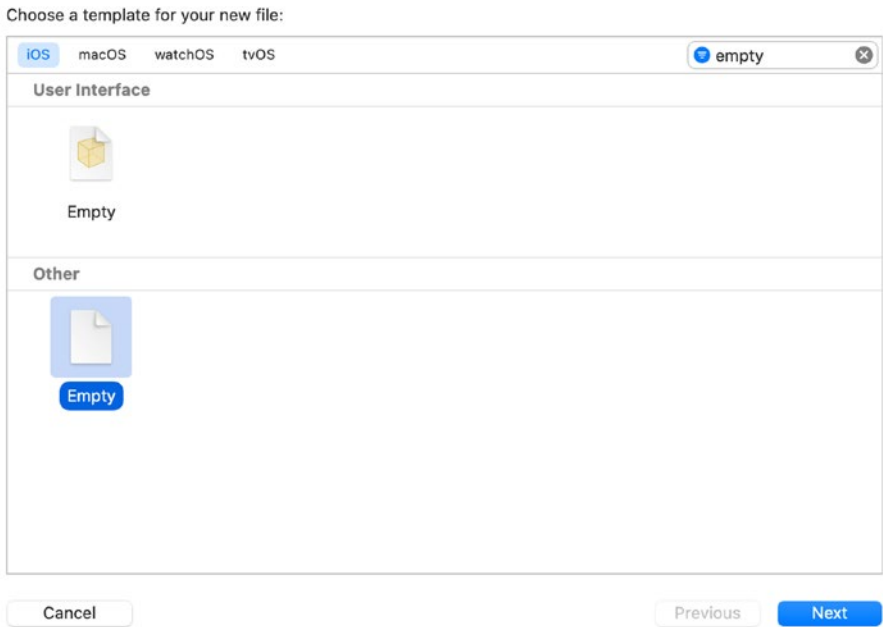 Choose a template for your new file:
iOS macOS watchOS tvOS empty
User Interface
Empty
Other
Empty
Cancel Previous Next